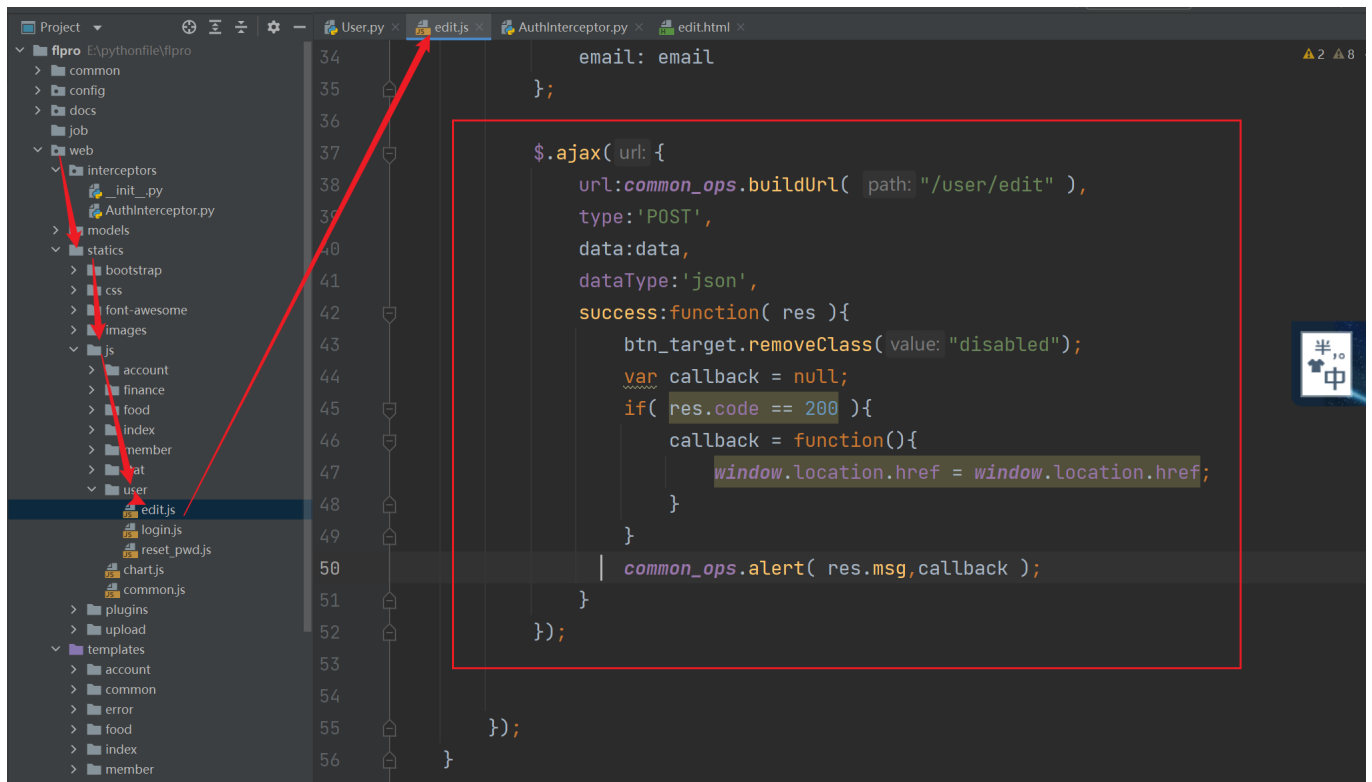 Project
User.py
edit.js
AuthInterceptor.py
edit.html
flpro E:\pythonfile\flpro
common
config
docs
job
web
interceptors
__init__.py
AuthInterceptor.py
models
statics
bootstrap
css
font-awesome
images
js
account
finance
food
index
member
user
edit.js
login.js
reset_pwd.js
chart.js
common.js
plugins
upload
templates
account
common
error
food
index
member
2 8
34 email: email
35 };
36
37 $.ajax( url: {
38 url:common_ops.buildUrl( path: "/user/edit" ),
39 type:'POST',
40 data:data,
41 dataType:'json',
42 success:function( res ){
43 btn_target.removeClass( value: "disabled");
44 var callback = null;
45 if( res.code == 200 ){
46 callback = function(){
47 window.location.href = window.location.href;
48 }
49 }
50 common_ops.alert( res.msg,callback );
51 }
52 });
53
54
55 });
56 }
半
中